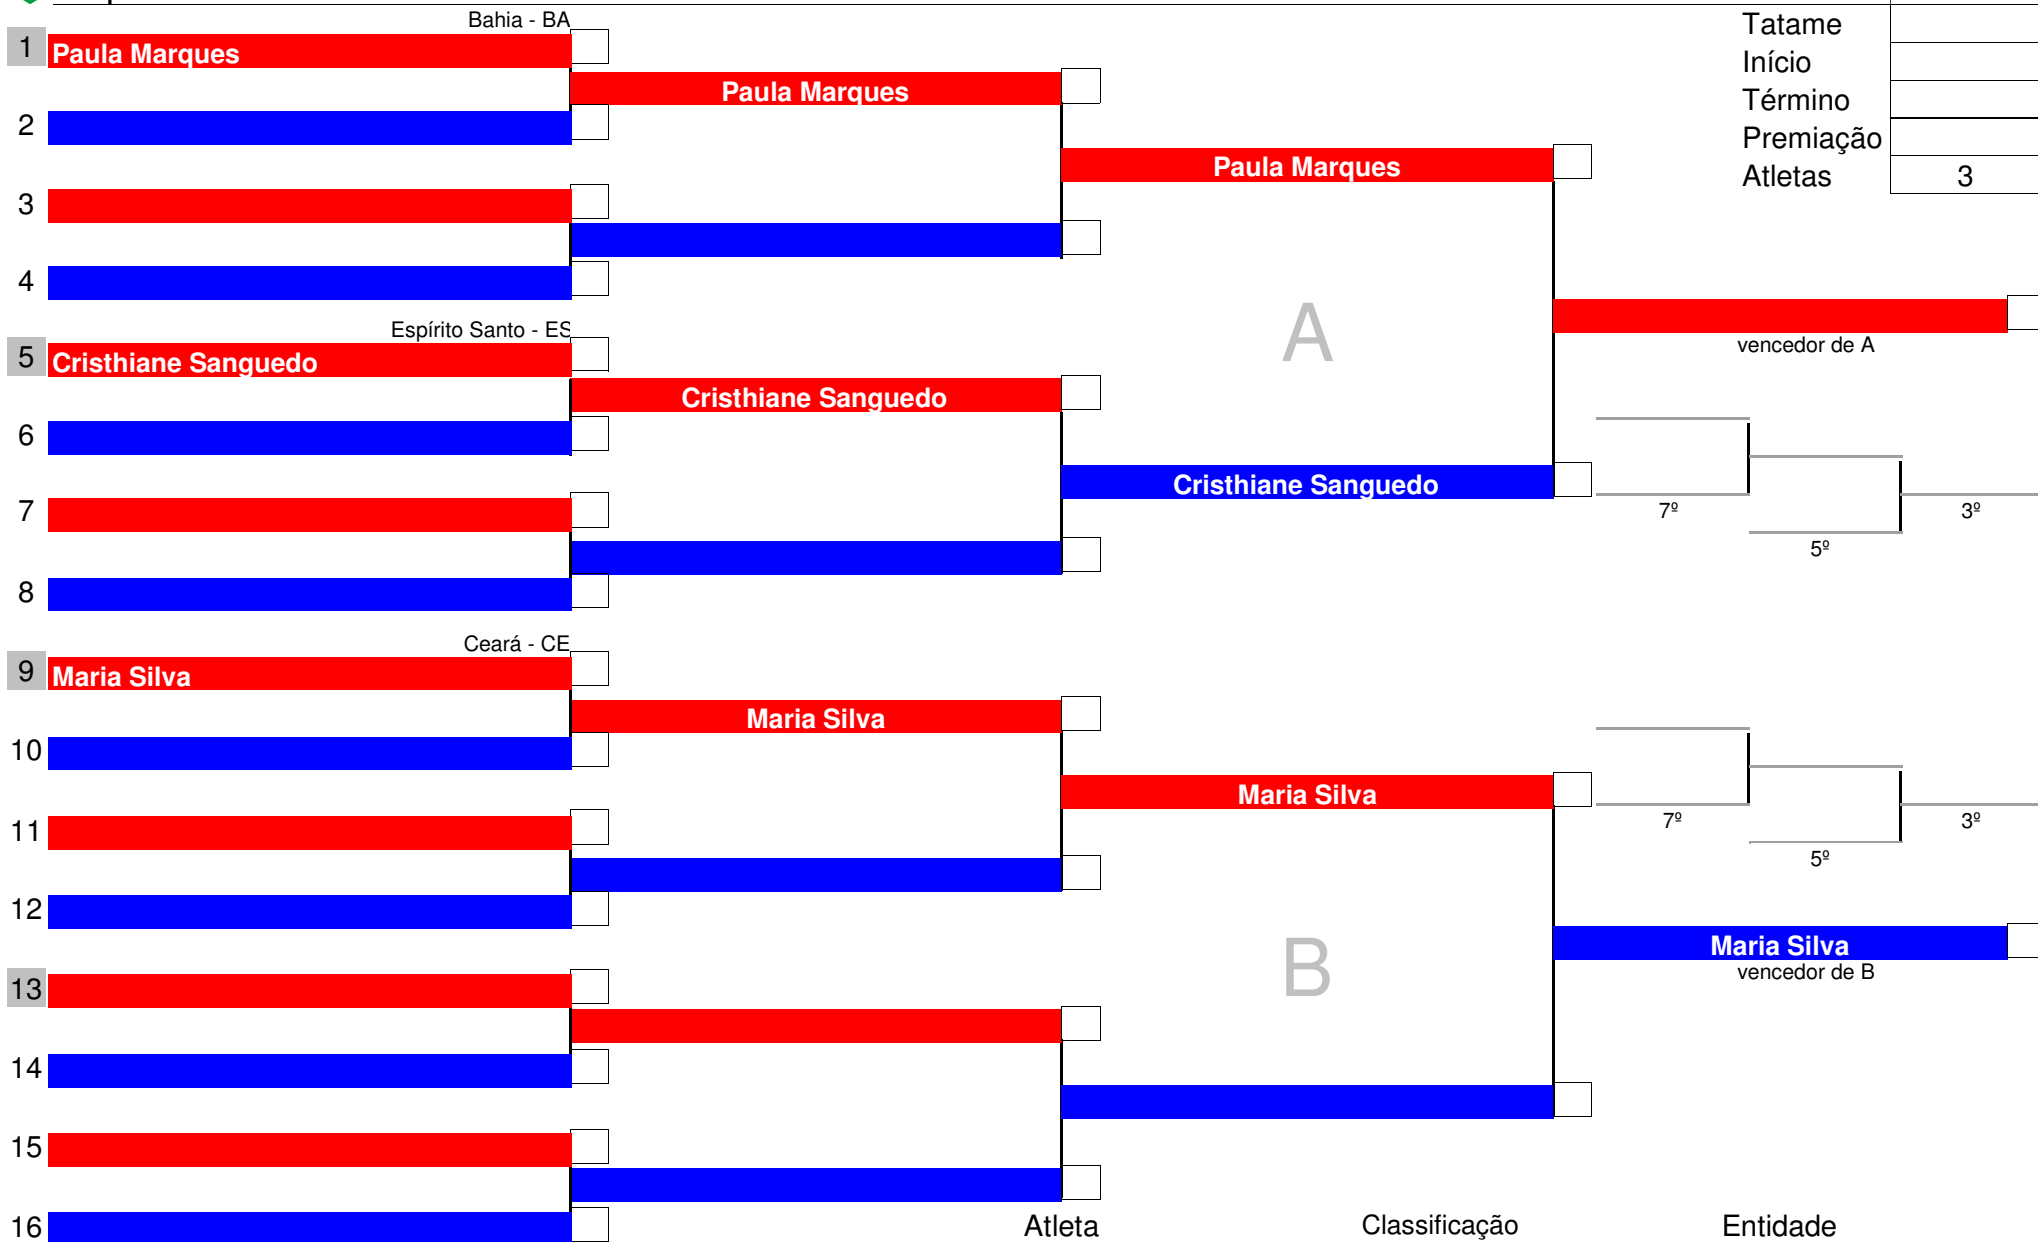 Bahia - BA
Tatame
1 Paula Marques
Início
Paula Marques
Término
2
Premiação
Paula Marques
Atletas 3
3
4
A
Espírito Santo - ES
vencedor de A
5 Cristhiane Sanguedo
Cristhiane Sanguedo
6
Cristhiane Sanguedo
7
7º 3º
5º
8
Ceará - CE
9 Maria Silva
Maria Silva
10
Maria Silva
11
7º 3º
5º
12
Maria Silva
B
vencedor de B
13
14
15
16
Atleta Classificação Entidade